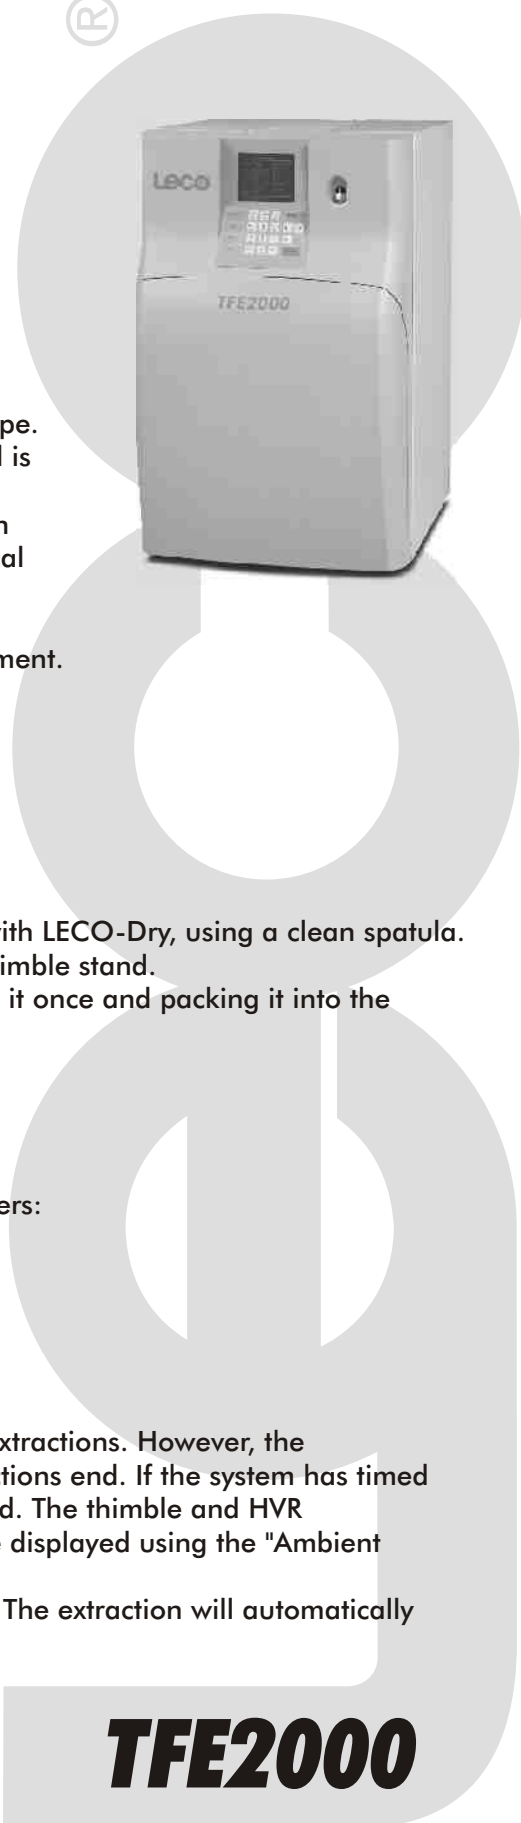 ®
LECO
TFE2000
pe.
is
al
ment.
with LECO-Dry, using a clean spatula.
imble stand.
it once and packing it into the
ers:
xtractions. However, the
ctions end. If the system has timed
d. The thimble and HVR
displayed using the "Ambient
The extraction will automatically
TFE2000